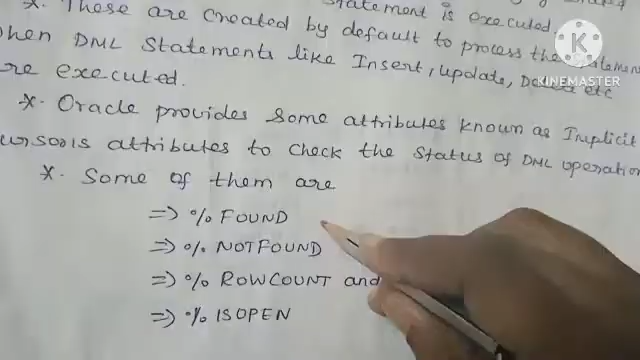 Statement is executed
*. These are created by default to process the statements
when DML Statements like Insert, update, Delete etc
are executed.
*. Oracle provides some attributes known as Implicit
cursors attributes to check the status of DML operation
*. Some of them are
=> % FOUND
=> % NOTFOUND
=> % ROWCOUNT and
=> % ISOPEN
K
KINEMASTER